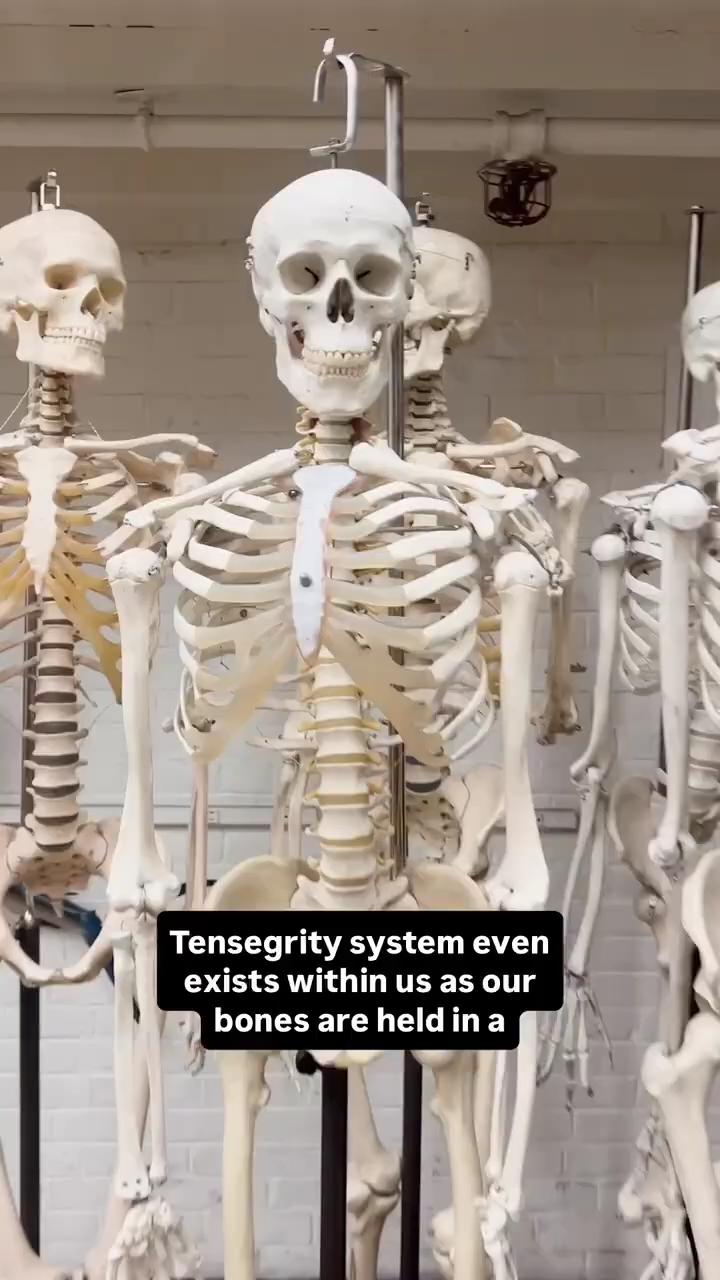 Tensegrity system even
exists within us as our
bones are held in a